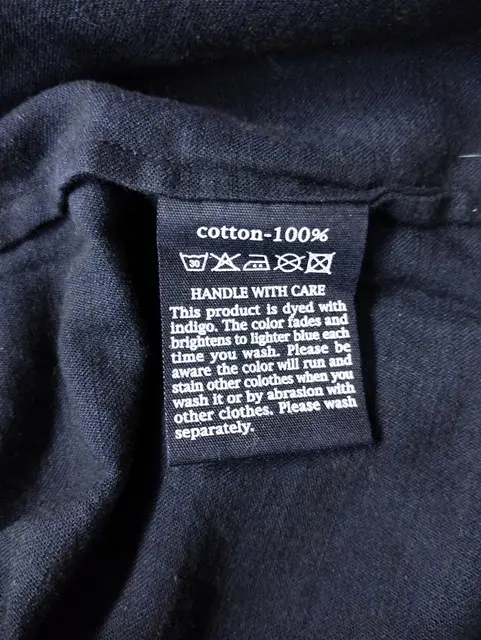 cotton-100%
30
HANDLE WITH CARE
This product is dyed with
indigo. The color fades and
brightens to lighter blue each
time you wash. Please be
aware the color will run and
stain other colothes when you
wash it or by abrasion with
other clothes. Please wash
separately.